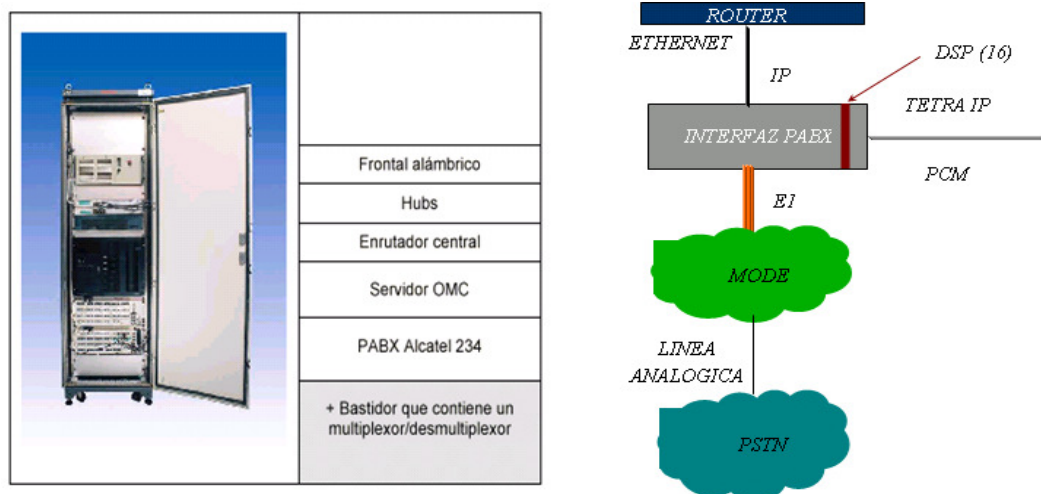 Frontal alámbrico
Hubs
Enrutador central
Servidor OMC
PABX Alcatel 234
+ Bastidor que contiene un
multiplexor/desmultiplexor
ROUTER
ETHERNET
IP
DSP (16)
TETRA IP
INTERFAZ PABX
PCM
E1
MODE
LINEA
ANALOGICA
PSTN